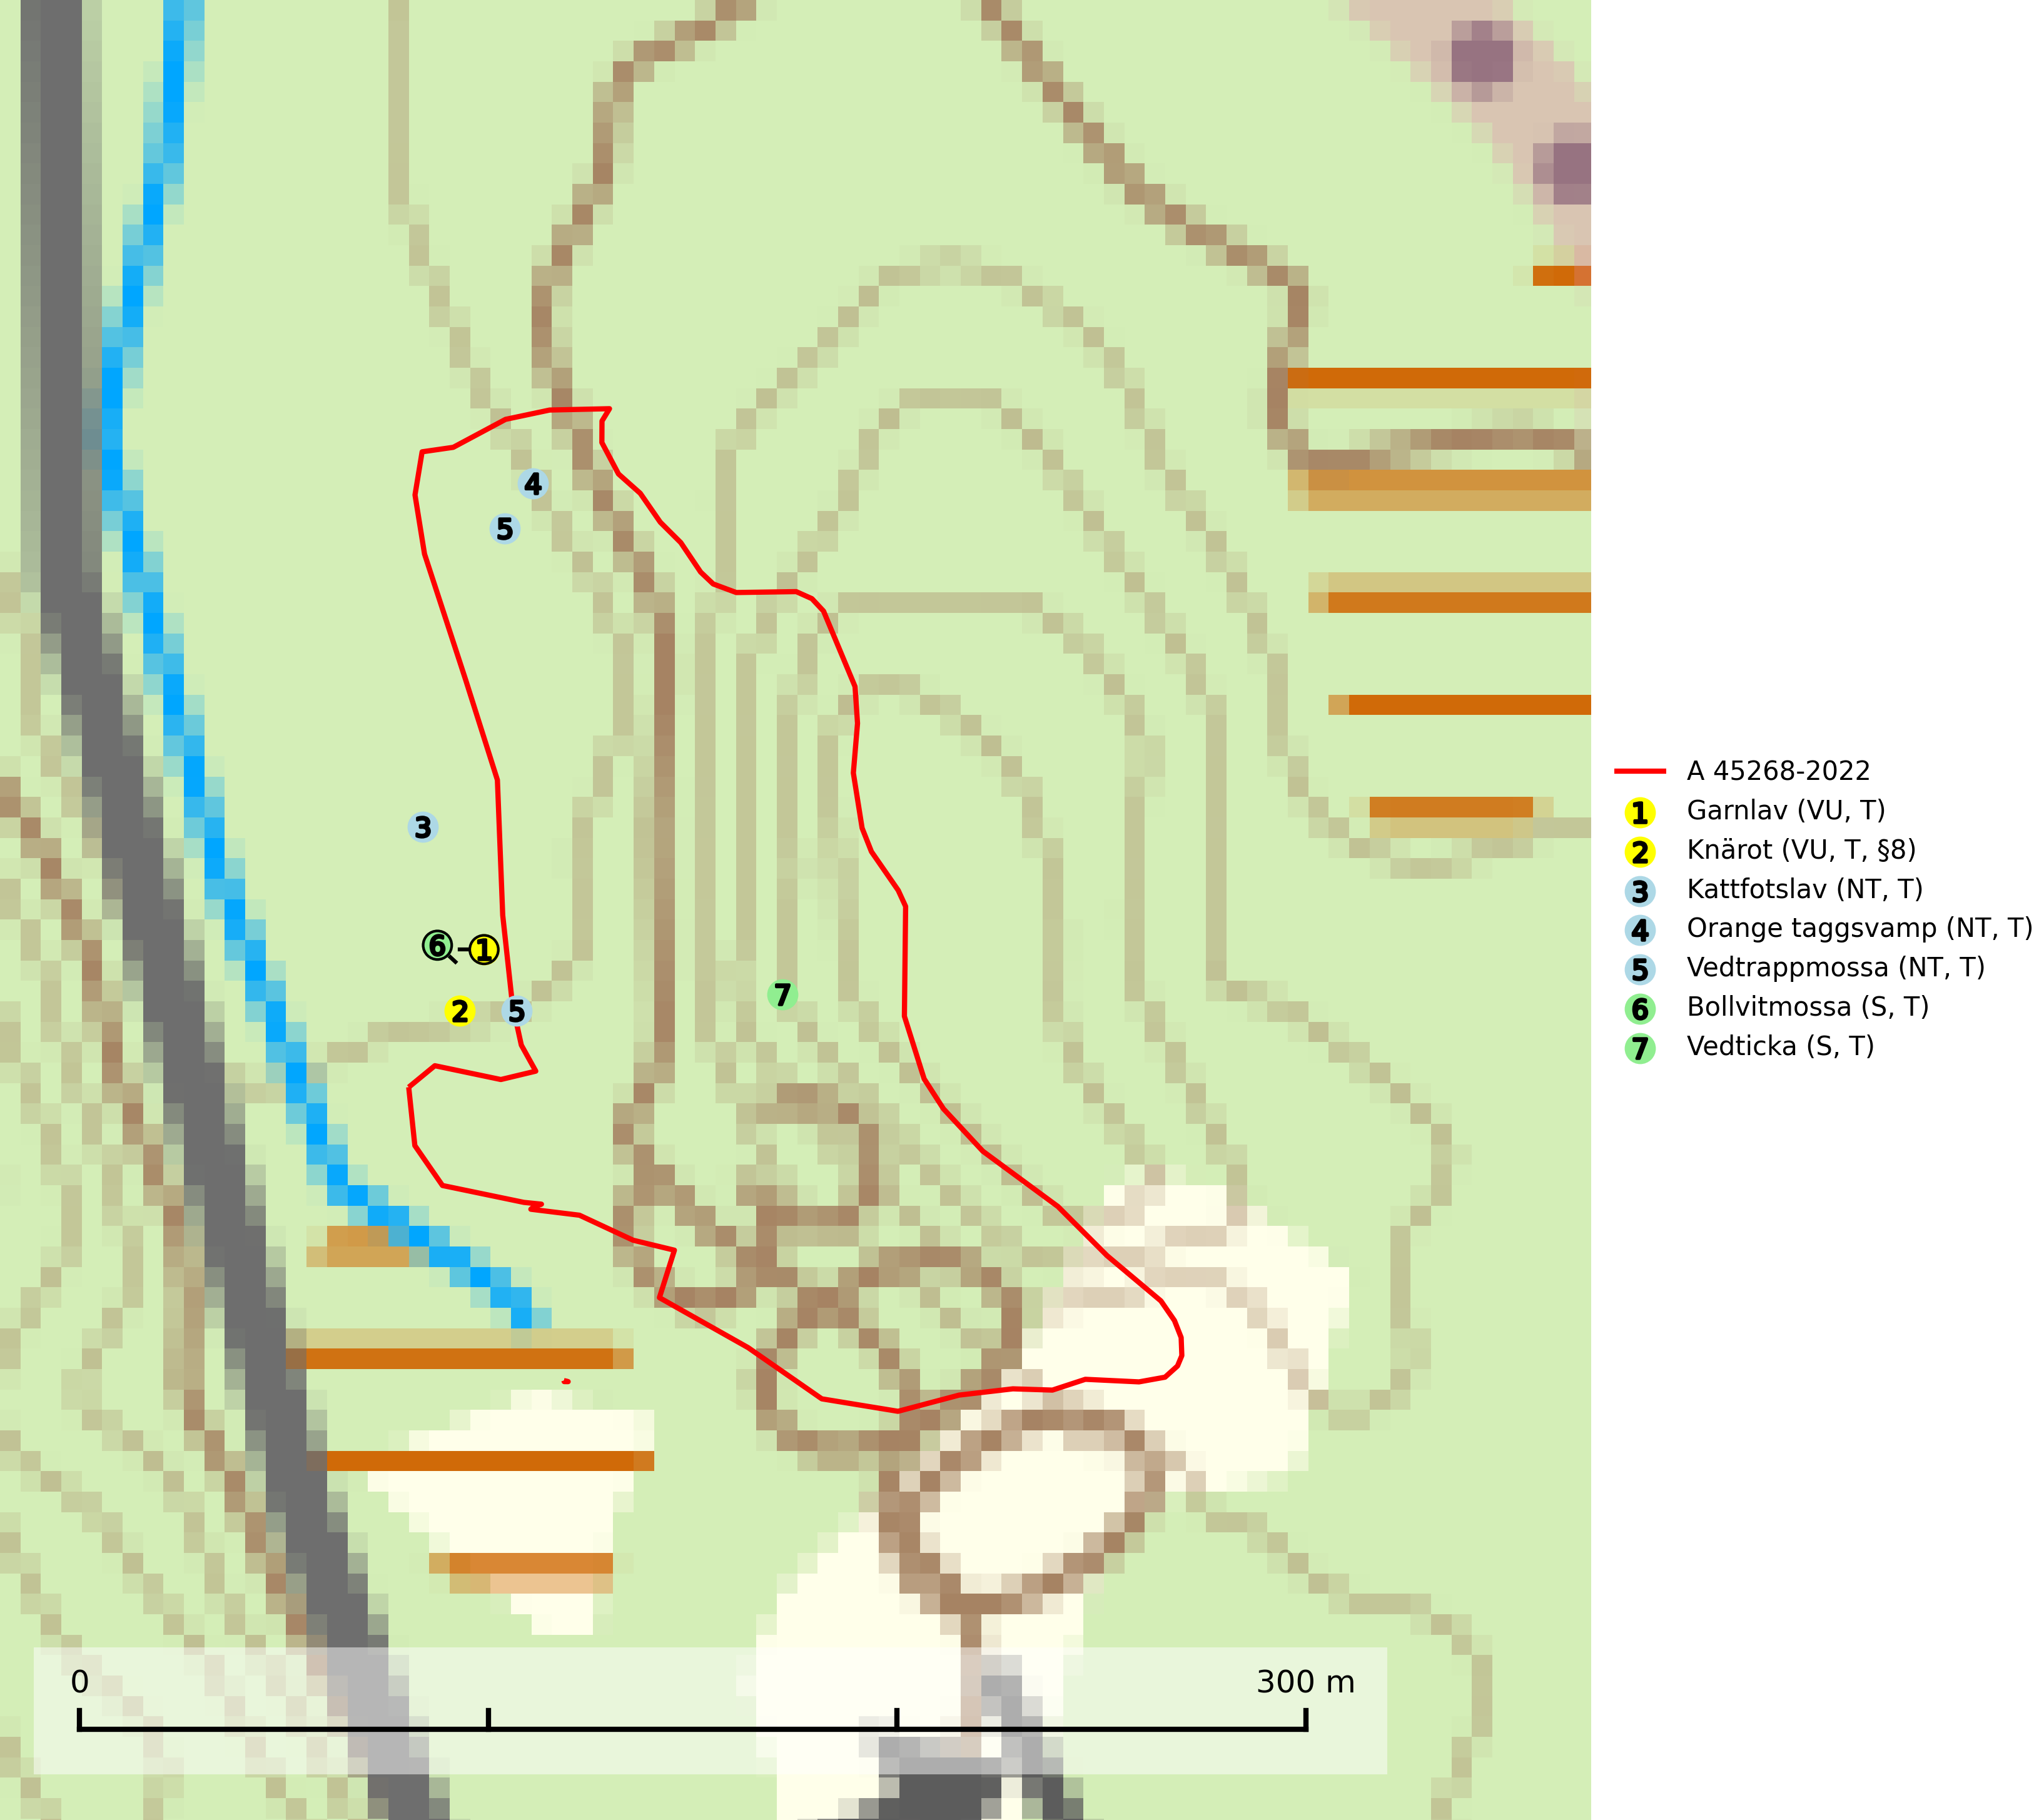 4
5
3
6
1
2
5
7
A 45268-2022
1 Garnlav (VU, T)
2 Knärot (VU, T, §8)
3 Kattfotslav (NT, T)
4 Orange taggsvamp (NT, T)
5 Vedtrappmossa (NT, T)
6 Bollvitmossa (S, T)
7 Vedticka (S, T)
0 300 m